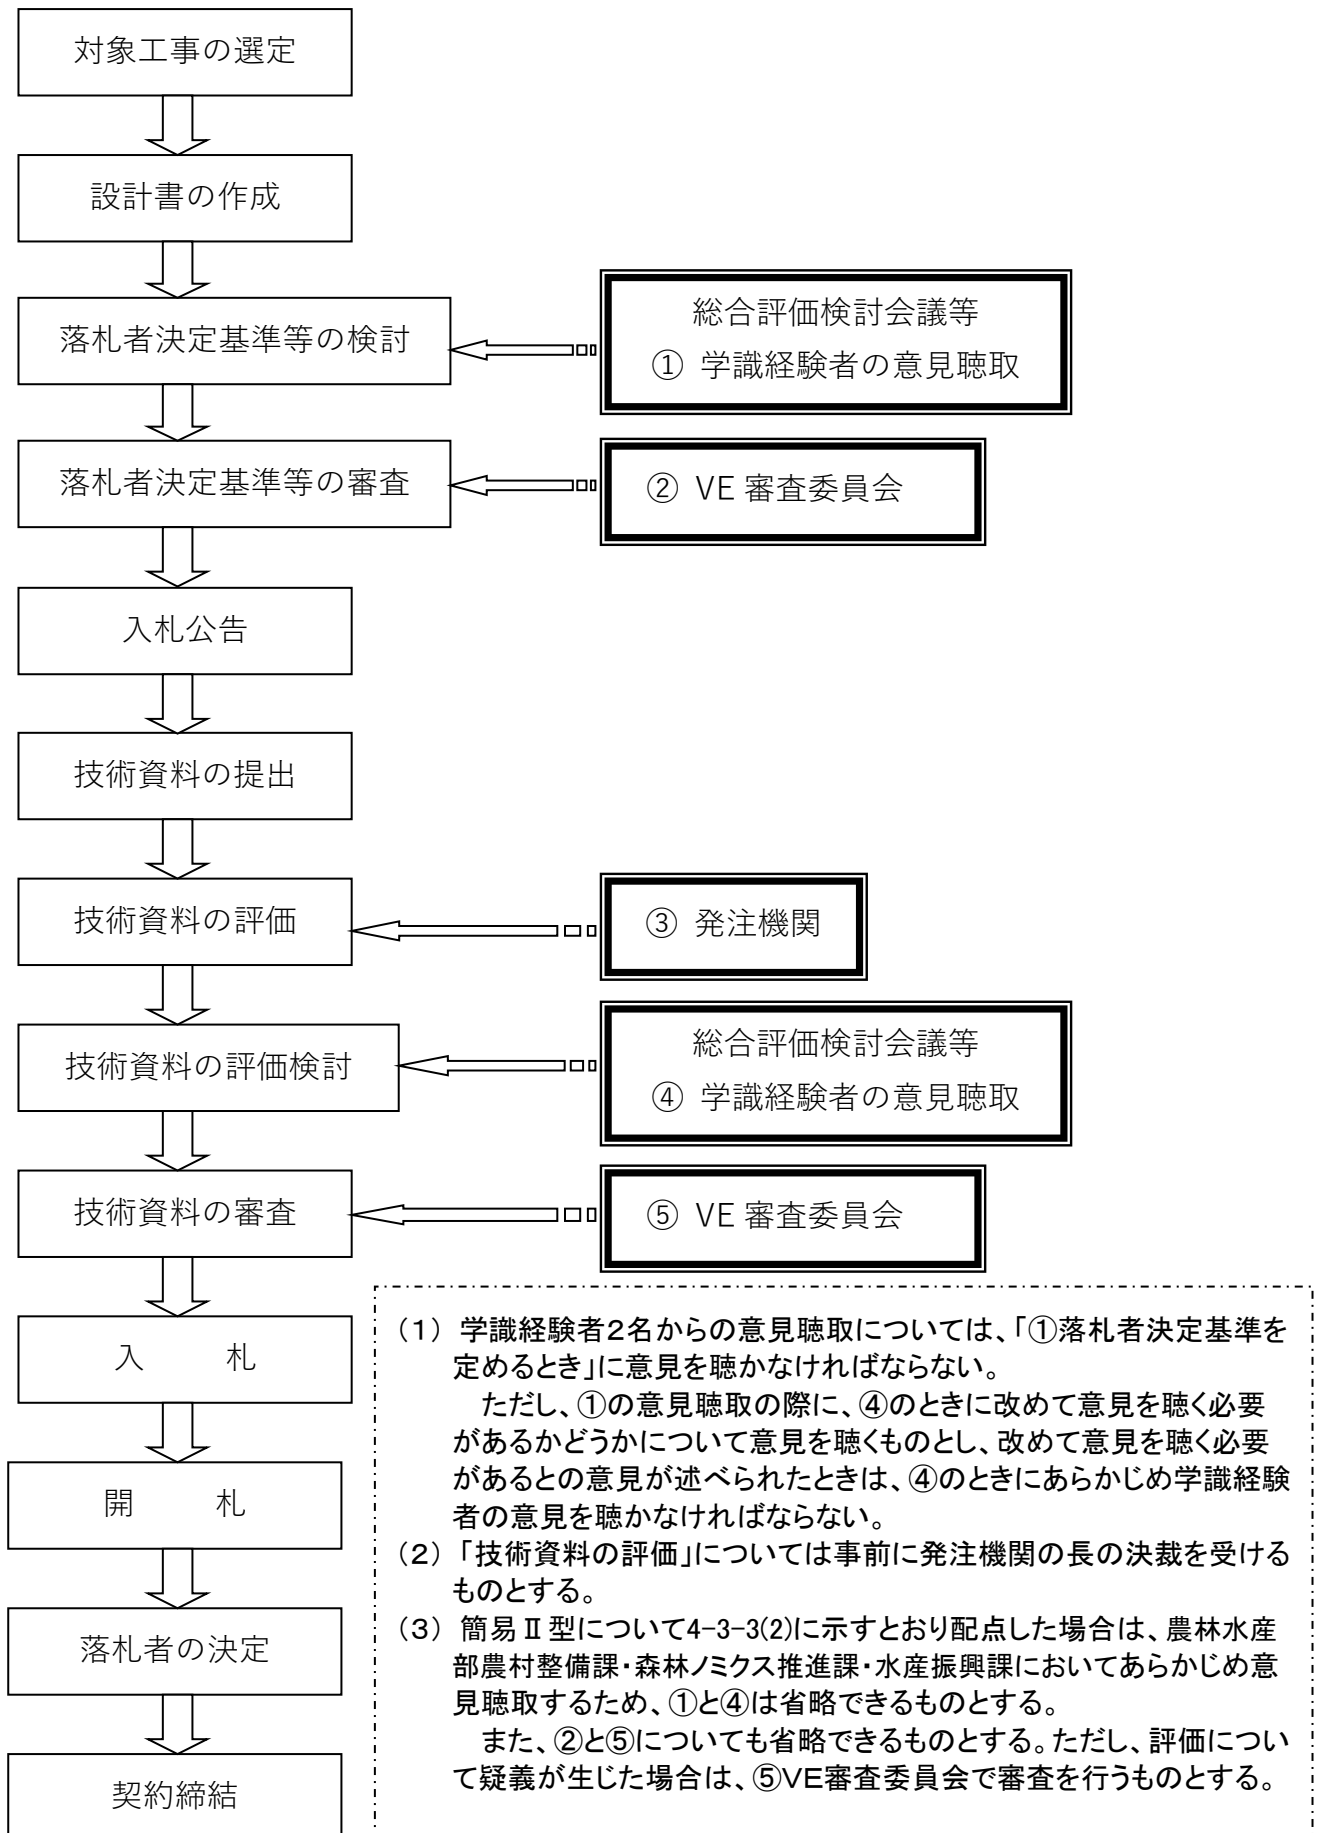 対象工事の選定
設計書の作成
落札者決定基準等の検討
総合評価検討会議等
① 学識経験者の意見聴取
落札者決定基準等の審査
② VE 審査委員会
入札公告
技術資料の提出
技術資料の評価
③ 発注機関
技術資料の評価検討
総合評価検討会議等
④ 学識経験者の意見聴取
技術資料の審査
⑤ VE 審査委員会
入　　札
開　　札
落札者の決定
契約締結
（1） 学識経験者２名からの意見聴取については、「①落札者決定基準を
定めるとき」に意見を聴かなければならない。
ただし、①の意見聴取の際に、④のときに改めて意見を聴く必要
があるかどうかについて意見を聴くものとし、改めて意見を聴く必要
があるとの意見が述べられたときは、④のときにあらかじめ学識経験
者の意見を聴かなければならない。
（2） 「技術資料の評価」については事前に発注機関の長の決裁を受ける
ものとする。
（3） 簡易Ⅱ型について4-3-3(2)に示すとおり配点した場合は、農林水産
部農村整備課・森林ノミクス推進課・水産振興課においてあらかじめ意
見聴取するため、①と④は省略できるものとする。
また、②と⑤についても省略できるものとする。ただし、評価につい
て疑義が生じた場合は、⑤ＶＥ審査委員会で審査を行うものとする。